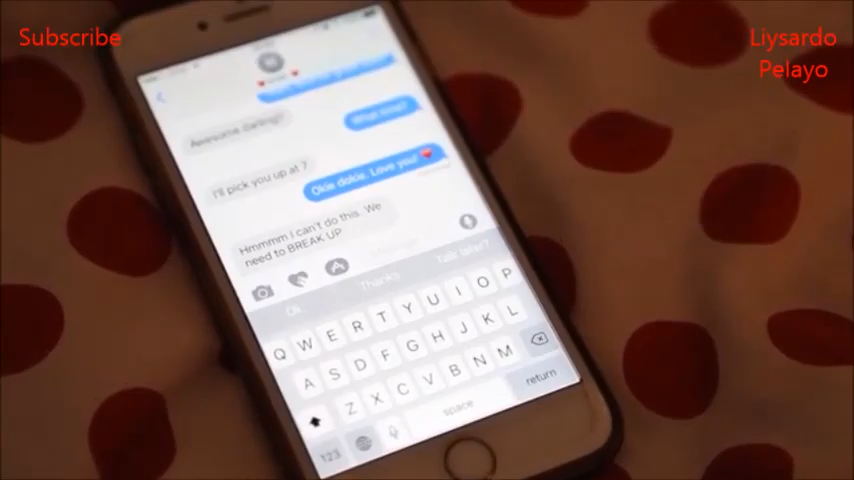 Subscribe
Liysardo
Pelayo
Awesome darling!!
What time?
I'll pick you up at 7
Okie dokie. Love you! ❤
Hmmmm I can't do this. We
need to BREAK UP
Ok
Thanks
Talk later?
Q W E R T Y U I O P
A S D F G H J K L
Z X C V B N M
123
space
return